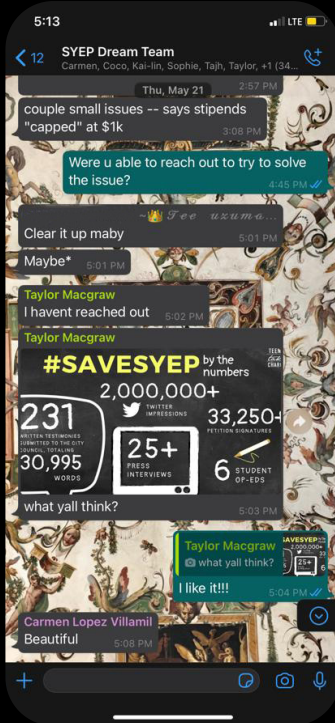 5:13
LTE
12
SYEP Dream Team
Carmen, Coco, Kai-lin, Sophie, Tajh, Taylor, +1 (34...
Thu, May 21
2:57 PM
couple small issues -- says stipends
"capped" at $1k
3:08 PM
Were u able to reach out to try to solve
the issue?
4:45 PM
Clear it up maby
5:01 PM
Maybe*
5:01 PM
Taylor Macgraw
I havent reached out
5:02 PM
Taylor Macgraw
#SAVESYEP by the
numbers
TEEN
2,000,000+
TWITTER
IMPRESSIONS
231
WRITTEN TESTIMONIES
SUBMITTED TO THE CITY
COUNCIL, TOTALING
30,995
WORDS
25+
PRESS
INTERVIEWS
33,250+
PETITION SIGNATURES
6 STUDENT
OP-EDS
what yall think?
5:03 PM
Taylor Macgraw
what yall think?
SAVESYEP
2,000,000+
25+
I like it!!!
5:04 PM
Carmen Lopez Villamil
Beautiful
5:08 PM